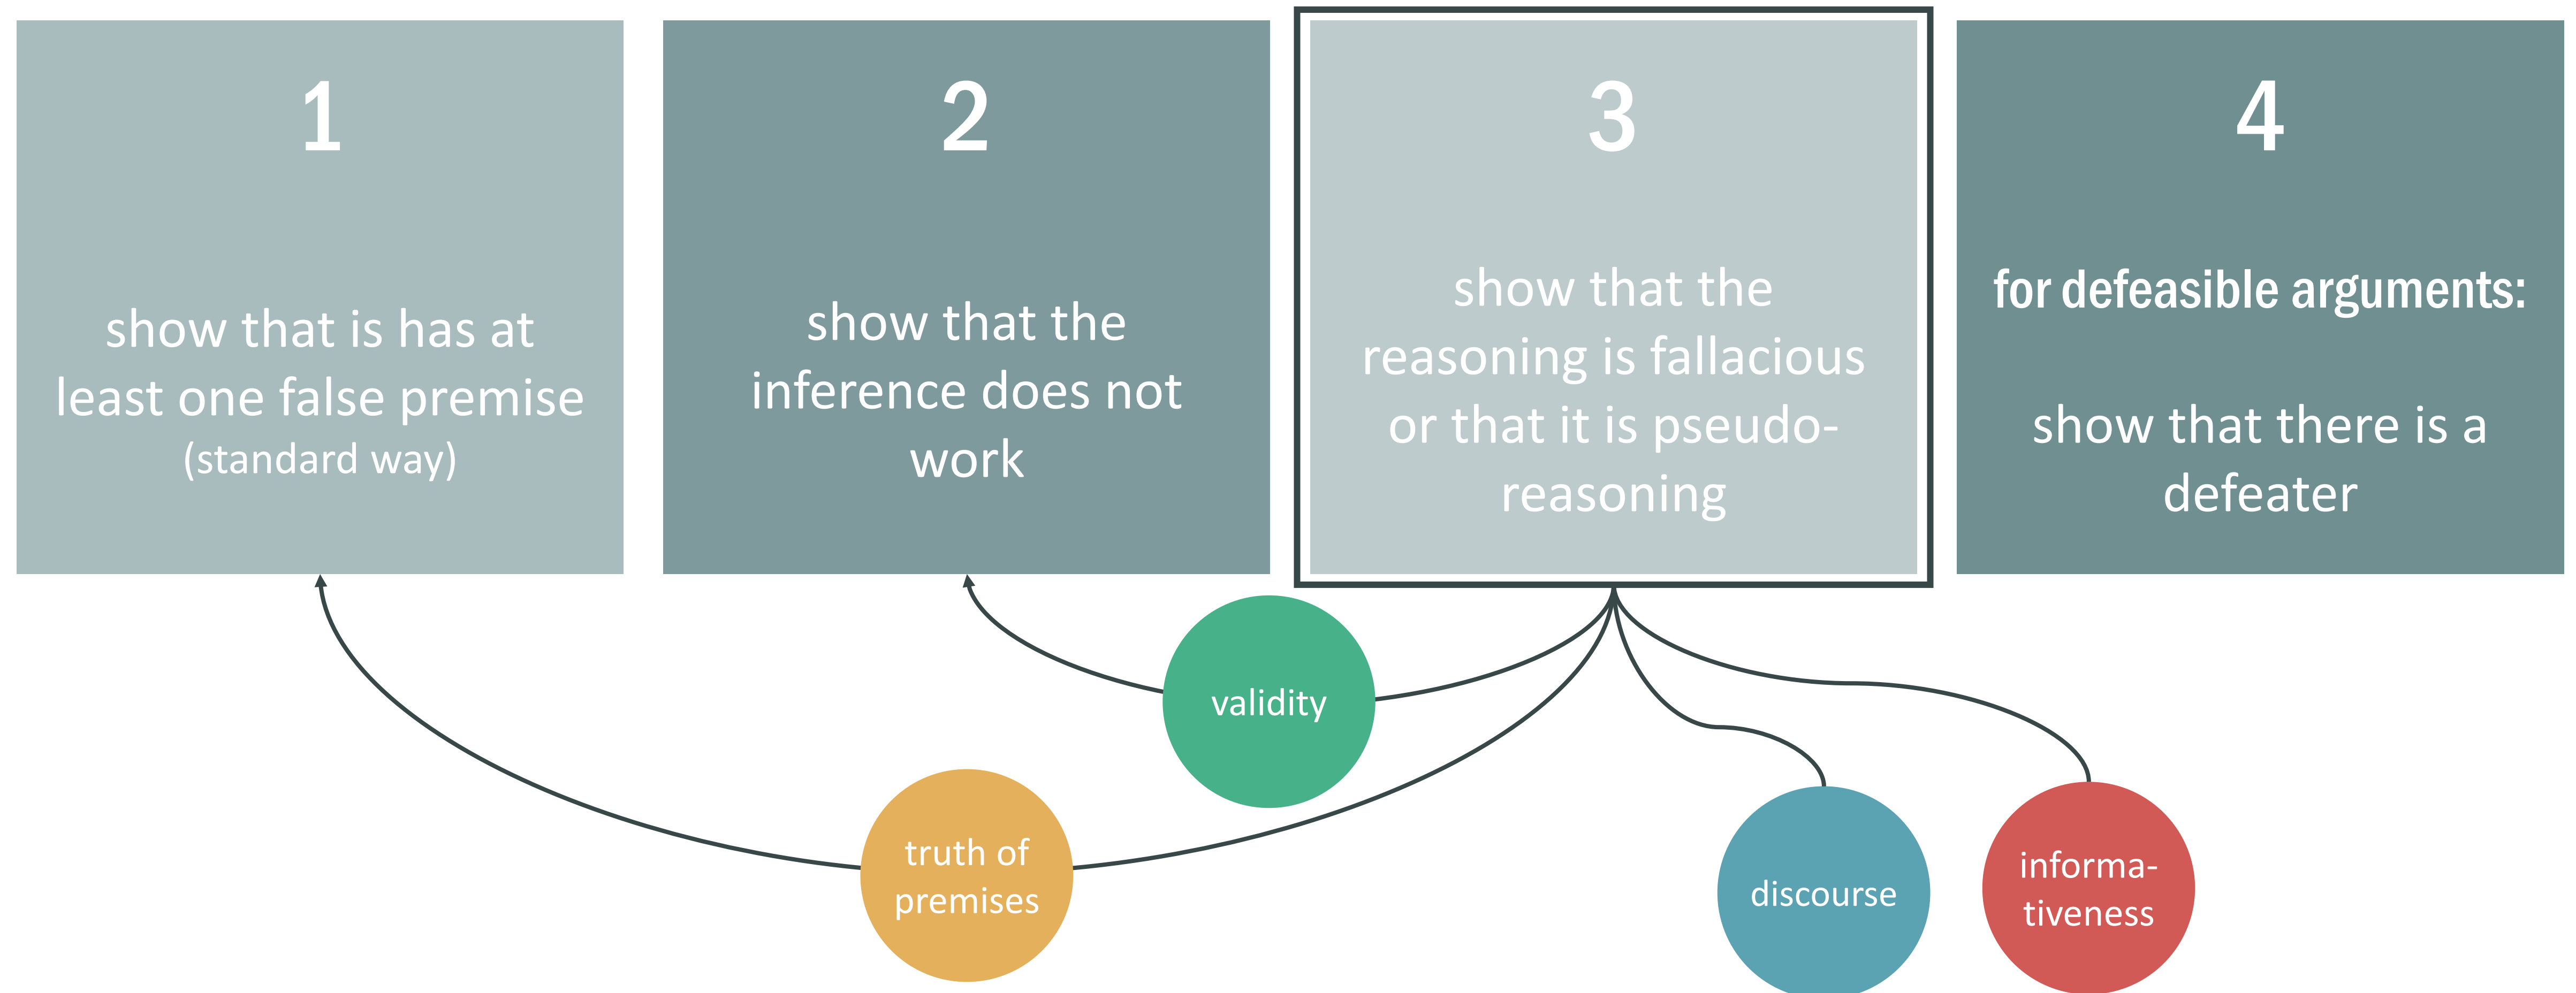 1
show that is has at
least one false premise
(standard way)
2
show that the
inference does not
work
3
show that the
reasoning is fallacious
or that it is pseudo-
reasoning
4
for defeasible arguments:
show that there is a
defeater
validity
truth of
premises
discourse
informa-
tiveness